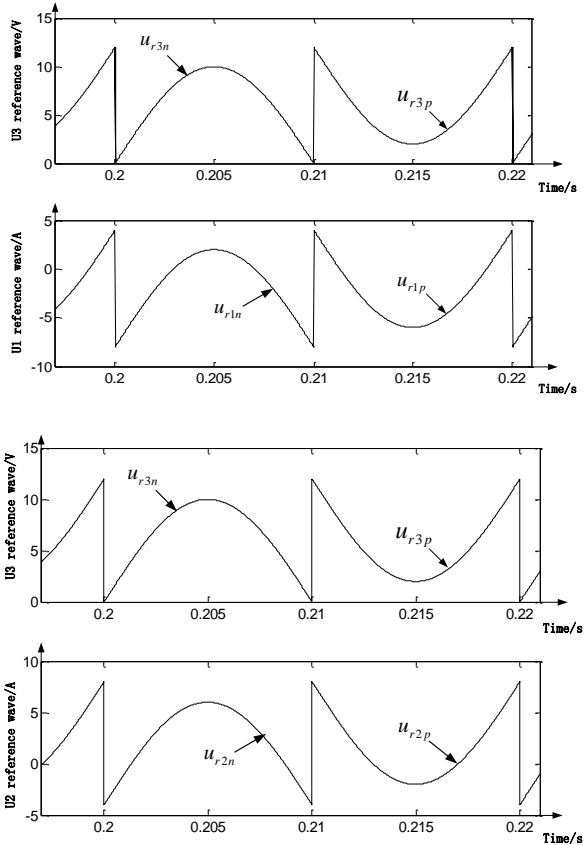 U3 reference wave/V
15
10
5
0
u_{r3n}
u_{r3p}
0.2 0.205 0.21 0.215 0.22
Time/s
U1 reference wave/A
5
0
-5
-10
u_{r1n}
u_{r1p}
0.2 0.205 0.21 0.215 0.22
Time/s
U3 reference wave/V
15
10
5
0
u_{r3n}
u_{r3p}
0.2 0.205 0.21 0.215 0.22
Time/s
U2 reference wave/A
10
5
0
-5
u_{r2n}
u_{r2p}
0.2 0.205 0.21 0.215 0.22
Time/s